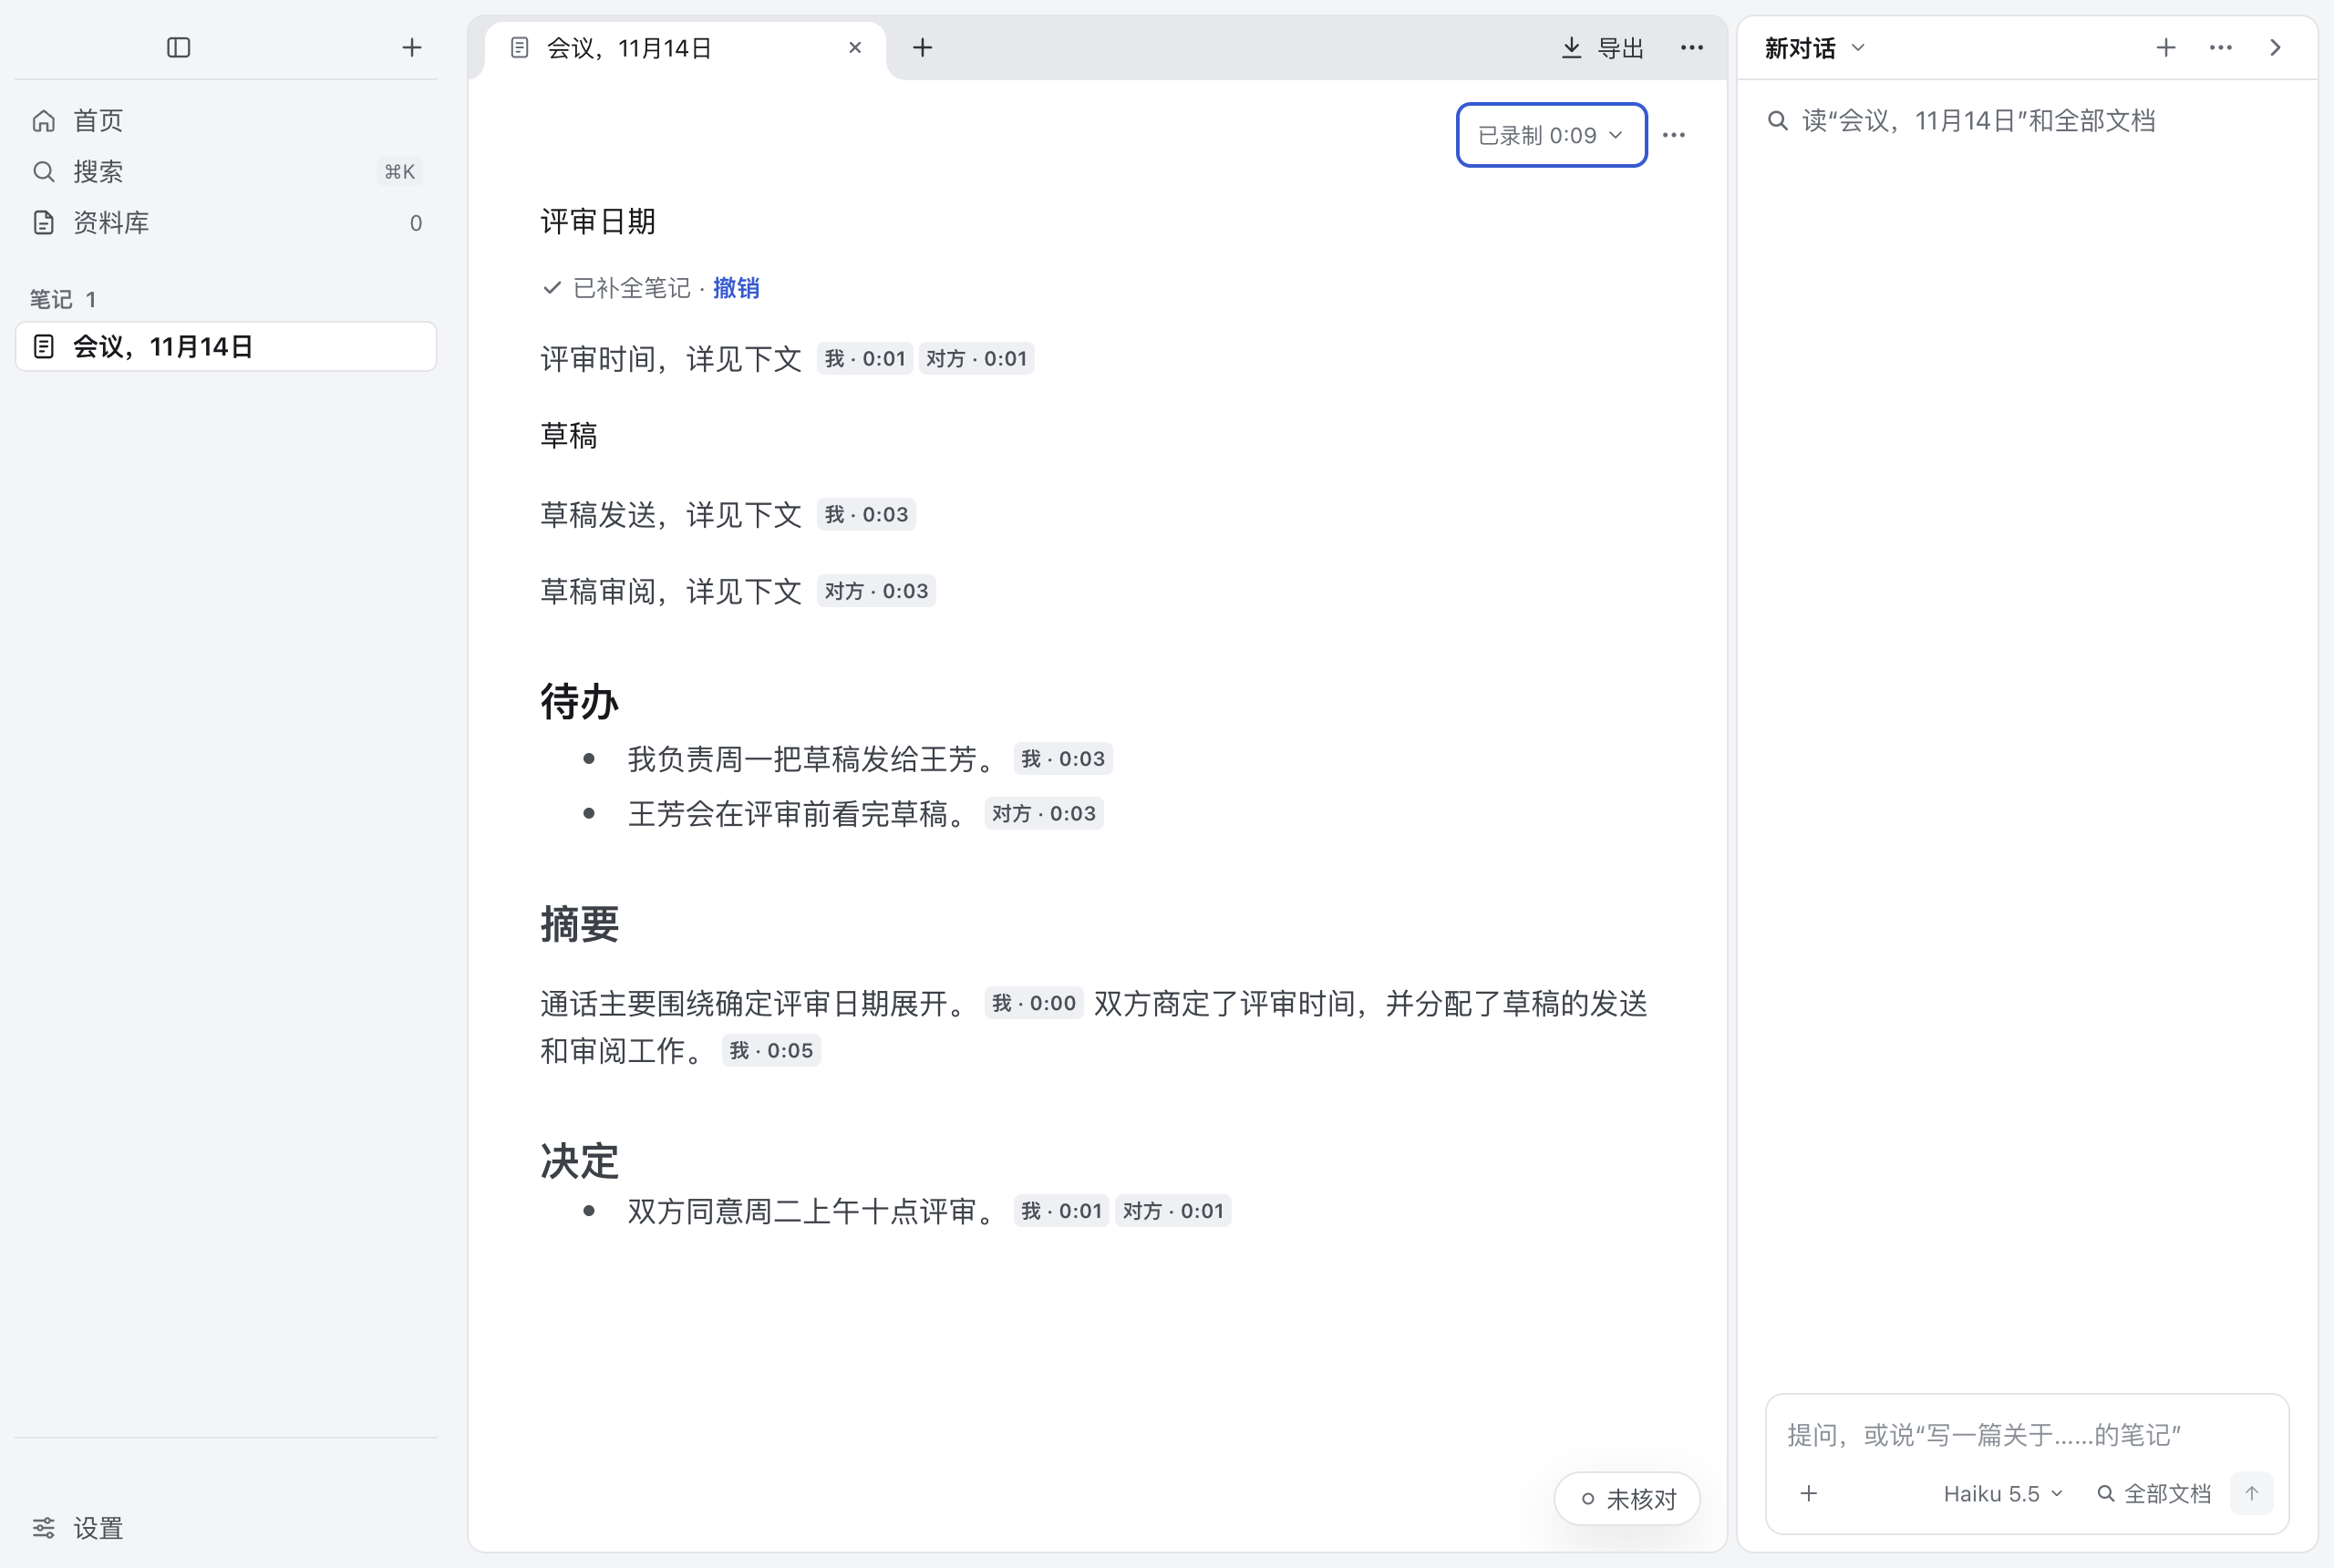 首页
搜索 ⌘K
资料库 0
笔记 1
会议，11月14日
设置
会议，11月14日
导出
已录制 0:09
评审日期
已补全笔记 · 撤销
评审时间，详见下文 我 · 0:01 对方 · 0:01
草稿
草稿发送，详见下文 我 · 0:03
草稿审阅，详见下文 对方 · 0:03
待办
我负责周一把草稿发给王芳。 我 · 0:03
王芳会在评审前看完草稿。 对方 · 0:03
摘要
通话主要围绕确定评审日期展开。 我 · 0:00 双方商定了评审时间，并分配了草稿的发送
和审阅工作。 我 · 0:05
决定
双方同意周二上午十点评审。 我 · 0:01 对方 · 0:01
未核对
新对话
读“会议，11月14日”和全部文档
提问，或说“写一篇关于……的笔记”
Haiku 5.5 全部文档